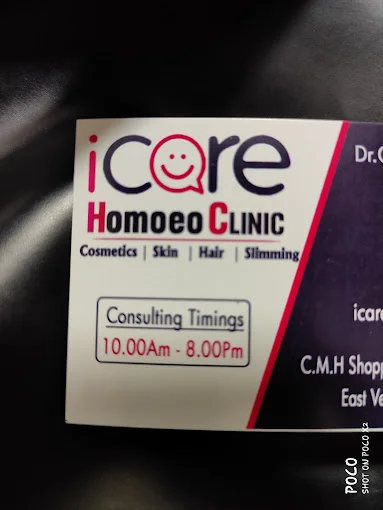 icare
Homoeo Clinic
Cosmetics | Skin | Hair | Slimming
Consulting Timings
10.00Am - 8.00Pm
Dr.
icare
C.M.H Shopp
East Ve
POCO
SHOT ON POCO X2